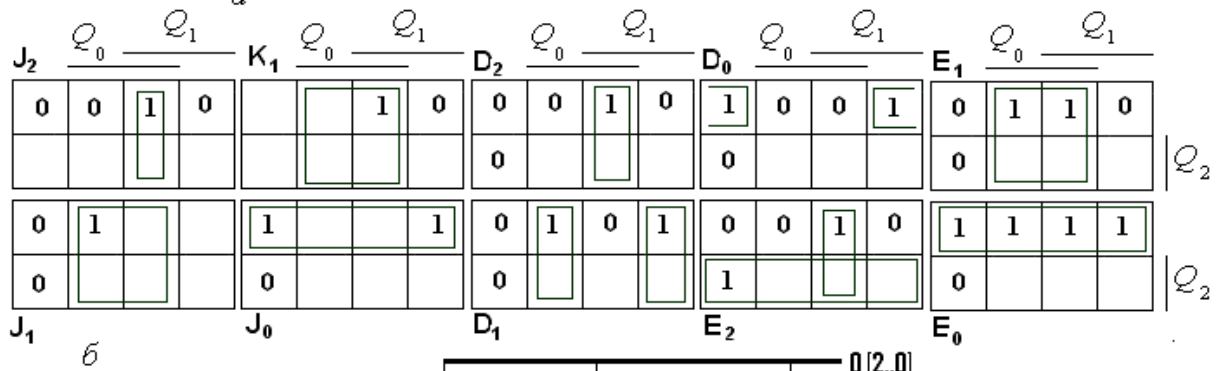 Q₀ Q₁ Q₀ Q₁ Q₀ Q₁ Q₀ Q₁ Q₀ Q₁
J₂ K₁ D₂ D₀ E₁
0 0 1 0 1 0 0 0 1 0 1 0 0 1 0 1 1 0
0 0 0 Q₂
0 1 1 1 0 1 0 1 0 0 1 0 1 1 1 1
0 0 0 1 0 Q₂
J₁ J₀ D₁ E₂ E₀
б
Q[2..0]